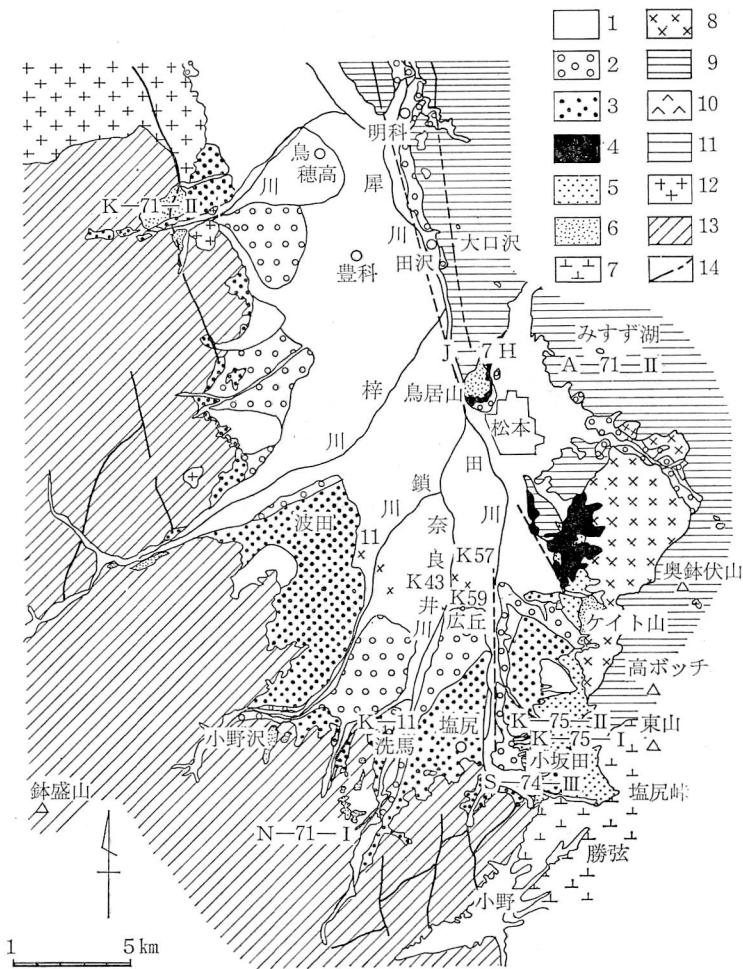 1
2
3
4
5
6
7
8
9
10
11
12
13
14
明科
烏
川
穂高
犀
川
K—71—Ⅱ
大口沢
田沢
豊科
みすず湖
J—7H
A—71—Ⅱ
鳥居山
梓
川
松本
田
川
鎖
川
波田
11
奈
良
井
川
K57
K43
K59
広丘
奥鉢伏山
ケイト山
高ボッチ
K—75—Ⅱ
東山
K—75—Ⅰ
K—11
塩尻
小野沢
洗馬
小坂田
S—74—Ⅲ
塩尻峠
鉢盛山
N—71—Ⅰ
勝弦
小野
1
5km